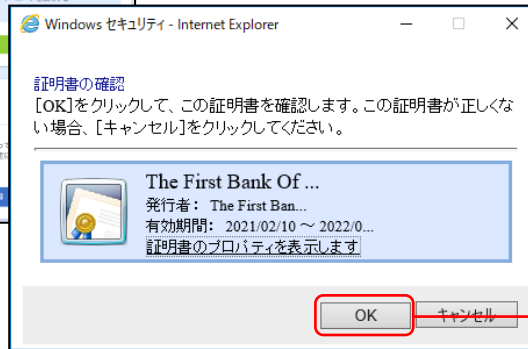 Windows セキュリティ - Internet Explorer
証明書の確認
[OK]をクリックして、この証明書を確認します。この証明書が正しくな
い場合、[キャンセル]をクリックしてください。
The First Bank Of ...
発行者： The First Ban...
有効期間： 2021/02/10 ～ 2022/0...
証明書のプロパティを表示します
OK
キャンセル